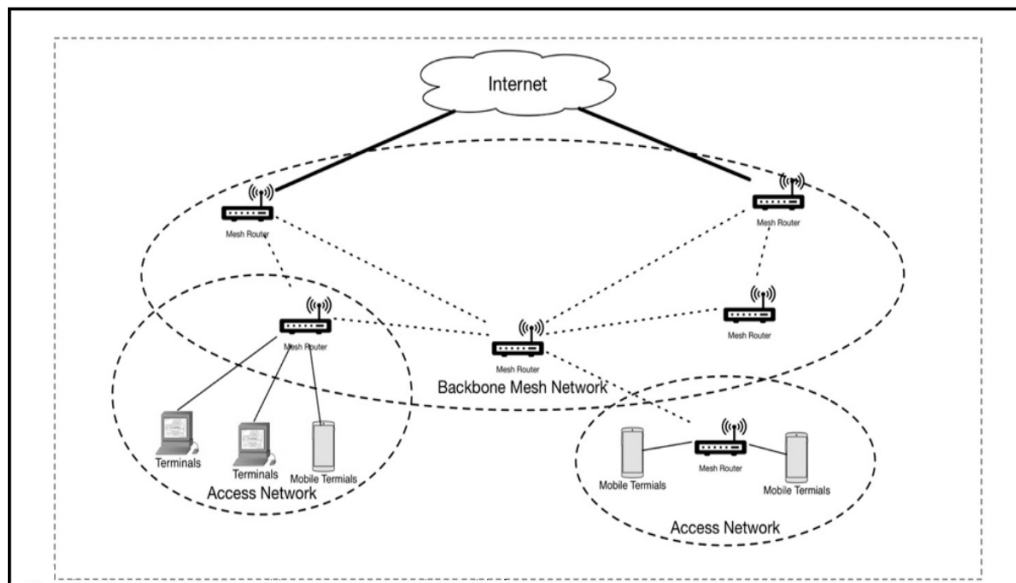 Internet
Mesh Router
Mesh Router
Mesh Router
Mesh Router
Mesh Router
Backbone Mesh Network
Terminals
Terminals
Mobile Termials
Access Network
Mesh Router
Mobile Termials
Mobile Termials
Access Network